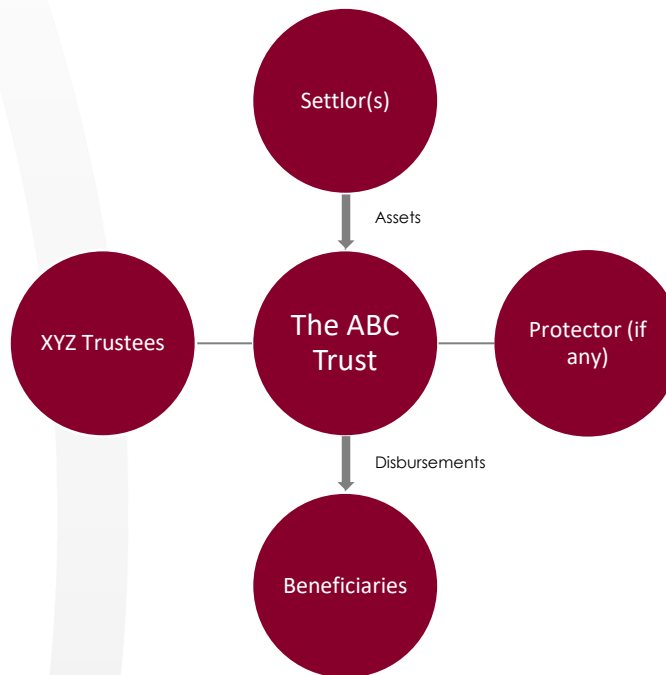 Settlor(s)
Assets
XYZ Trustees
The ABC
Trust
Protector (if
any)
Disbursements
Beneficiaries